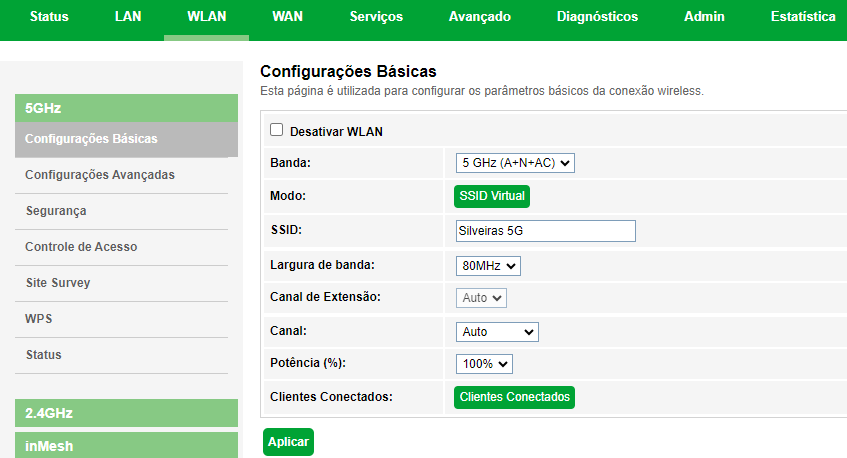 Status LAN WLAN WAN Serviços Avançado Diagnósticos Admin Estatística
5GHz
Configurações Básicas
Configurações Avançadas
Segurança
Controle de Acesso
Site Survey
WPS
Status
2.4GHz
inMesh
Configurações Básicas
Esta página é utilizada para configurar os parâmetros básicos da conexão wireless.
Desativar WLAN
Banda: 5 GHz (A+N+AC)
Modo: SSID Virtual
SSID: Silveiras 5G
Largura de banda: 80MHz
Canal de Extensão: Auto
Canal: Auto
Potência (%): 100%
Clientes Conectados: Clientes Conectados
Aplicar